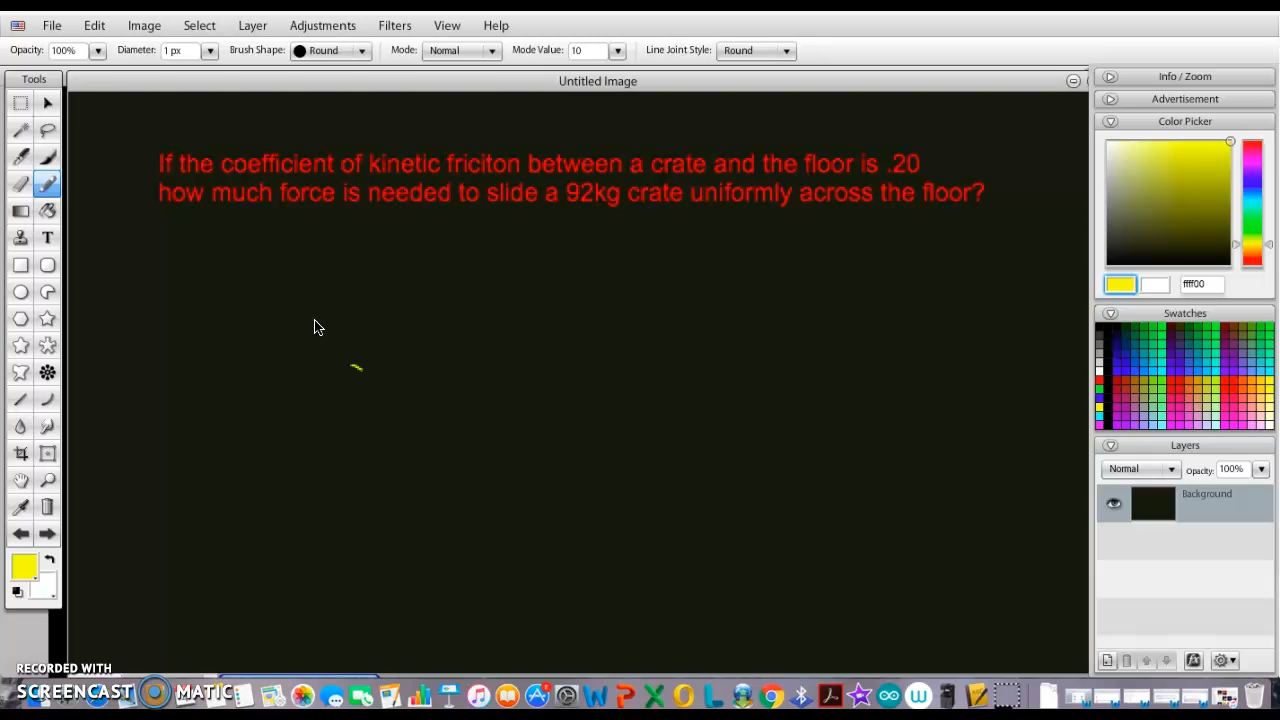 File Edit Image Select Layer Adjustments Filters View Help
Opacity: 100% Diameter: 1 px Brush Shape: Round Mode: Normal Mode Value: 10 Line Joint Style: Round
Tools
Untitled Image
Info / Zoom
Advertisement
Color Picker
If the coefficient of kinetic friciton between a crate and the floor is .20
how much force is needed to slide a 92kg crate uniformly across the floor?
T
ffff00
Swatches
Layers
Normal Opacity: 100%
Background
RECORDED WITH
SCREENCAST MATIC